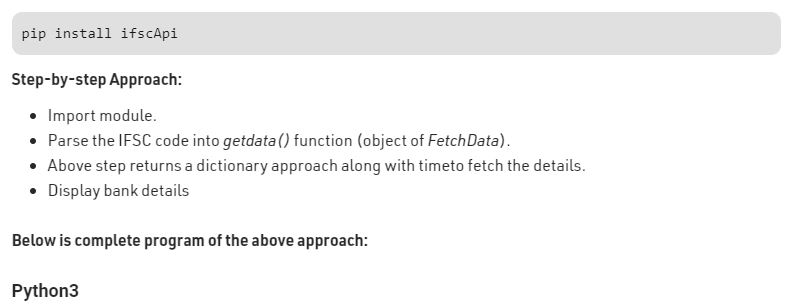 pip install ifscApi
Step-by-step Approach:
Import module.
Parse the IFSC code into getdata() function (object of FetchData).
Above step returns a dictionary approach along with timeto fetch the details.
Display bank details
Below is complete program of the above approach:
Python3